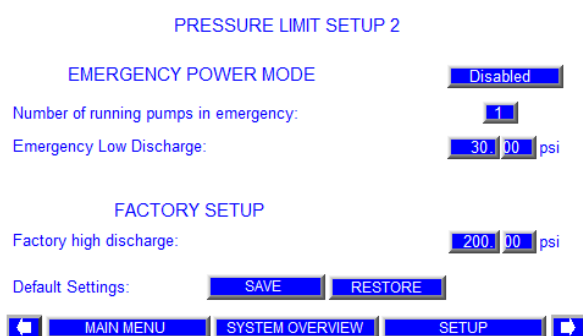 PRESSURE LIMIT SETUP 2
EMERGENCY POWER MODE Disabled
Number of running pumps in emergency: 1
Emergency Low Discharge: 30. 00 psi
FACTORY SETUP
Factory high discharge: 200. 00 psi
Default Settings: SAVE RESTORE
MAIN MENU SYSTEM OVERVIEW SETUP